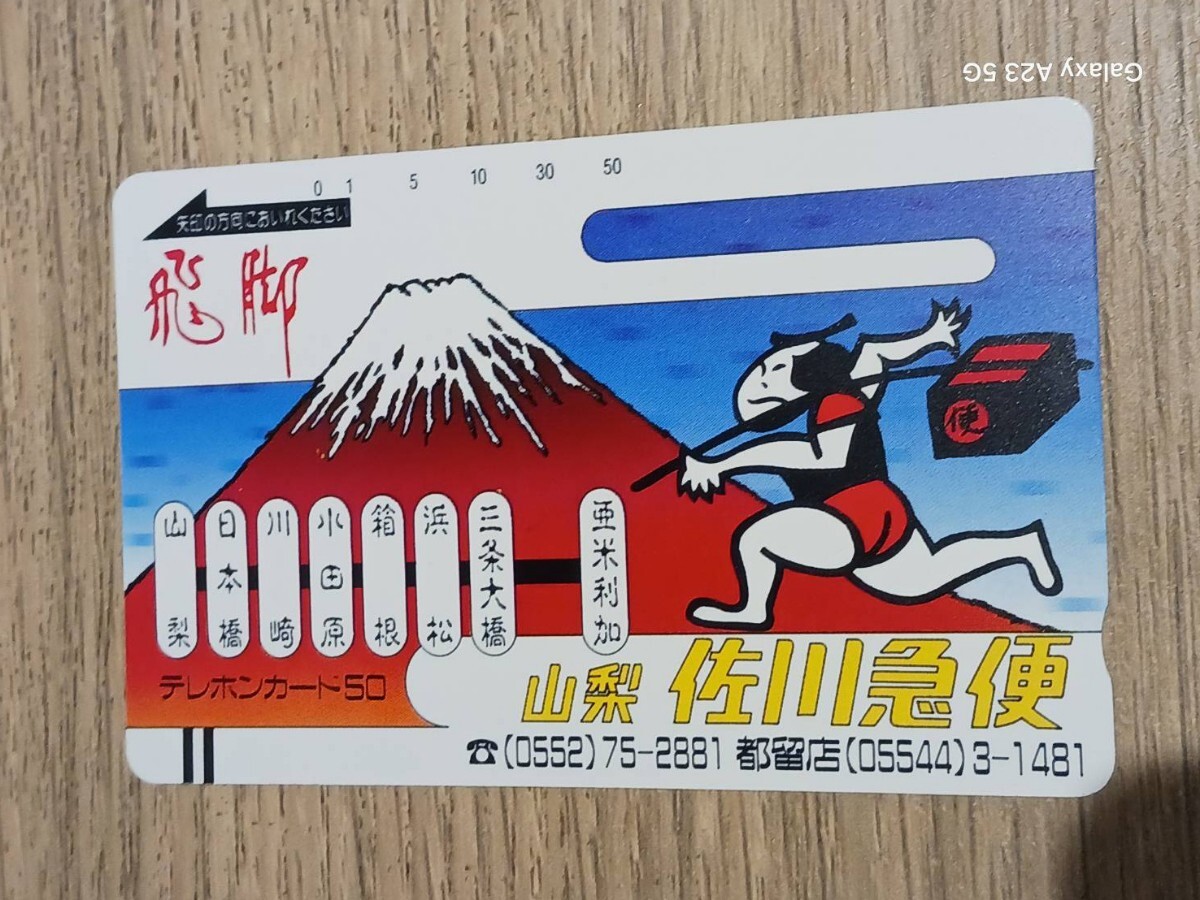 Galaxy A23 5G
0 1 5 10 30 50
矢印の方向においれください
飛脚
便
山梨
日本橋
川崎
小田原
箱根
浜松
三条大橋
亜米利加
テレホンカード50
山梨 佐川急便
☎(0552)75-2881 都留店(05544)3-1481